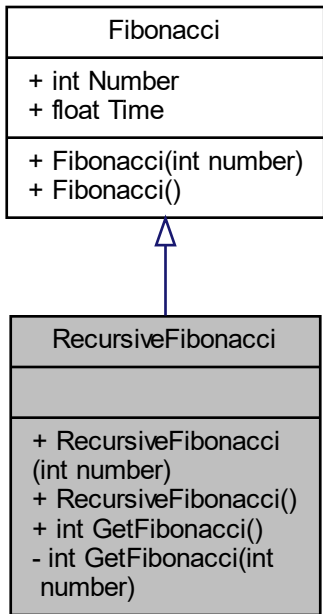 Fibonacci
+ int Number
+ float Time
+ Fibonacci(int number)
+ Fibonacci()
RecursiveFibonacci
+ RecursiveFibonacci
(int number)
+ RecursiveFibonacci()
+ int GetFibonacci()
- int GetFibonacci(int
number)